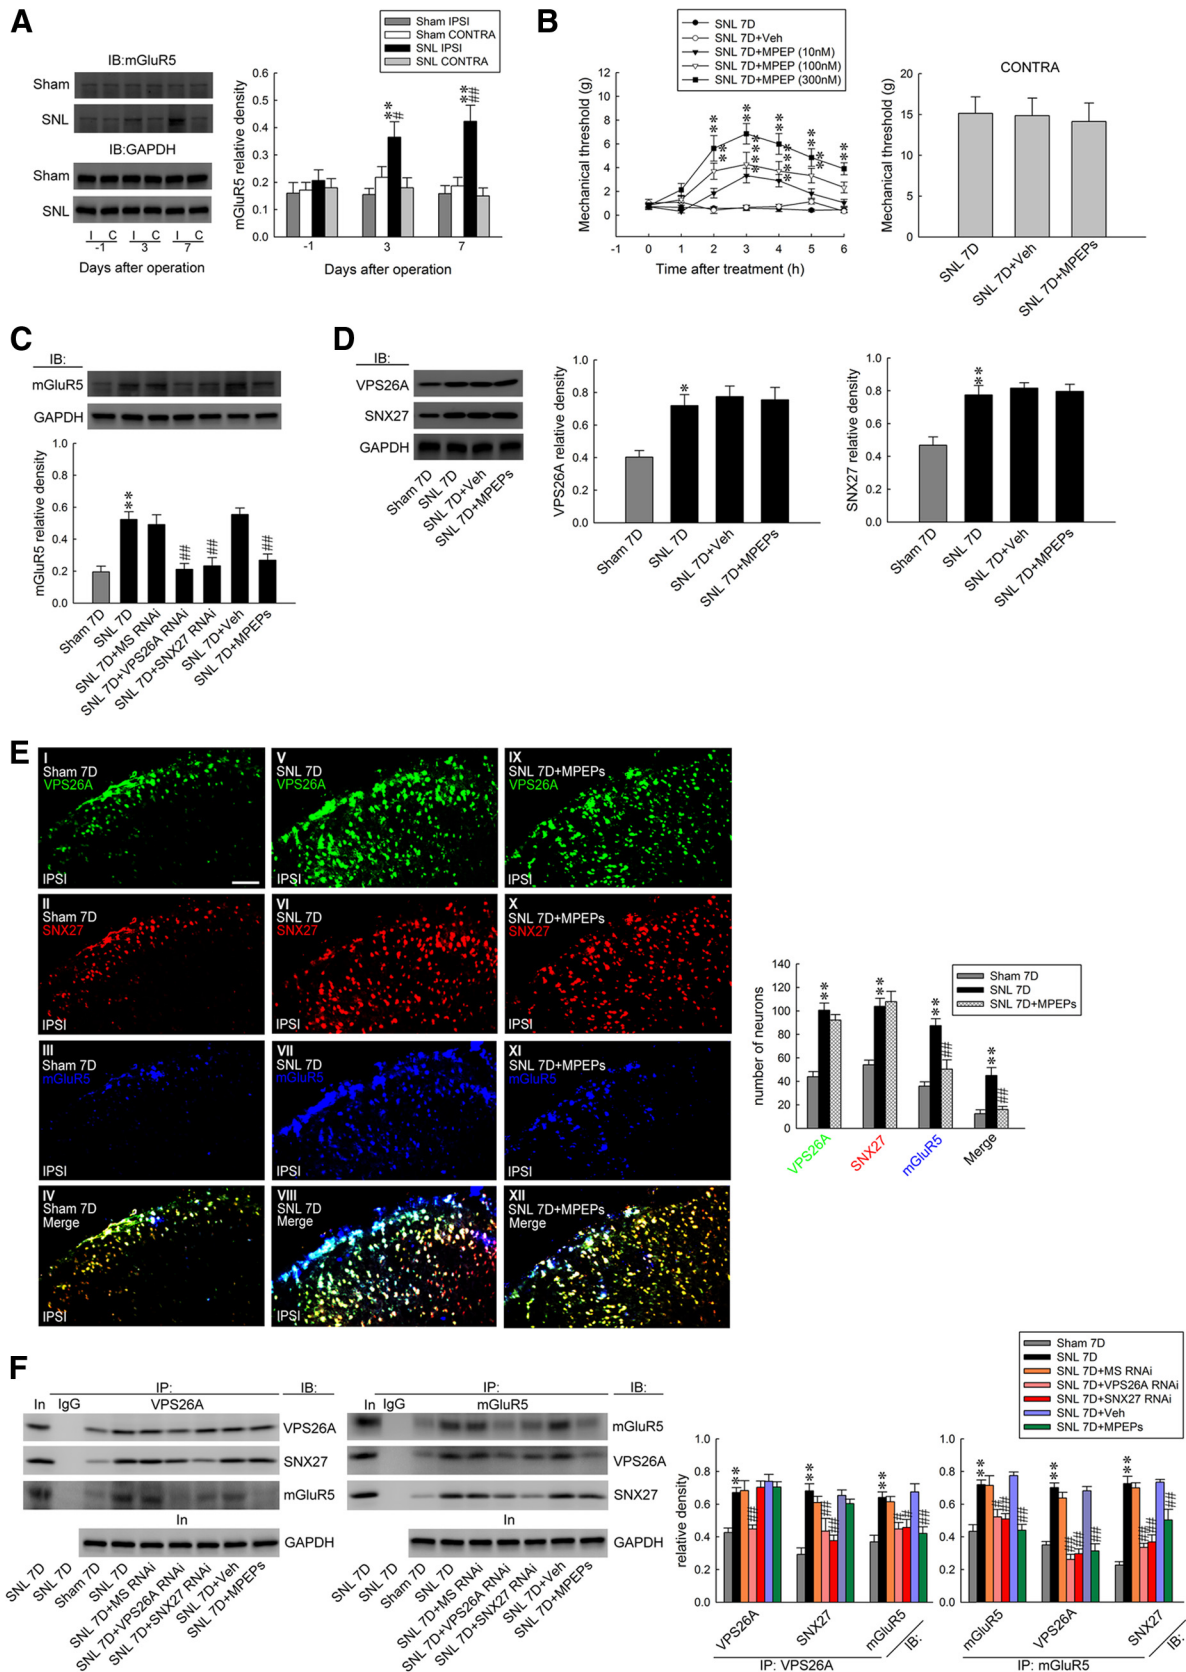 A
IB:mGluR5
Sham
SNL
IB:GAPDH
Sham
SNL
I C I C I C
-1 3 7
Days after operation
Sham IPSI
Sham CONTRA
SNL IPSI
SNL CONTRA
mGluR5 relative density
0.6
0.5
0.4
0.3
0.2
0.1
0.0
** # ** ##
-1 3 7
Days after operation
B
SNL 7D
SNL 7D+Veh
SNL 7D+MPEP (10nM)
SNL 7D+MPEP (100nM)
SNL 7D+MPEP (300nM)
Mechanical threshold (g)
12
10
8
6
4
2
0
-1 0 1 2 3 4 5 6
Time after treatment (h)
CONTRA
Mechanical threshold (g)
20
15
10
5
0
SNL 7D
SNL 7D+Veh
SNL 7D+MPEPs
C
IB:
mGluR5
GAPDH
mGluR5 relative density
1.0
0.8
0.6
0.4
0.2
0.0
** ## ## ##
Sham 7D
SNL 7D
SNL 7D+MS RNAi
SNL 7D+VPS26A RNAi
SNL 7D+SNX27 RNAi
SNL 7D+Veh
SNL 7D+MPEPs
D
IB:
VPS26A
SNX27
GAPDH
Sham 7D
SNL 7D
SNL 7D+Veh
SNL 7D+MPEPs
VPS26A relative density
1.0
0.8
0.6
0.4
0.2
0.0
*
Sham 7D
SNL 7D
SNL 7D+Veh
SNL 7D+MPEPs
SNX27 relative density
1.0
0.8
0.6
0.4
0.2
0.0
**
Sham 7D
SNL 7D
SNL 7D+Veh
SNL 7D+MPEPs
E
I
Sham 7D
VPS26A
IPSI
V
SNL 7D
VPS26A
IPSI
IX
SNL 7D+MPEPs
VPS26A
IPSI
II
Sham 7D
SNX27
IPSI
VI
SNL 7D
SNX27
IPSI
X
SNL 7D+MPEPs
SNX27
IPSI
III
Sham 7D
mGluR5
IPSI
VII
SNL 7D
mGluR5
IPSI
XI
SNL 7D+MPEPs
mGluR5
IPSI
IV
Sham 7D
Merge
IPSI
VIII
SNL 7D
Merge
IPSI
XII
SNL 7D+MPEPs
Merge
IPSI
Sham 7D
SNL 7D
SNL 7D+MPEPs
number of neurons
140
120
100
80
60
40
20
0
** ** ** ## ** ##
VPS26A
SNX27
mGluR5
Merge
F
IP:
IB:
In IgG VPS26A
VPS26A
SNX27
mGluR5
In
GAPDH
SNL 7D
SNL 7D
Sham 7D
SNL 7D
SNL 7D+MS RNAi
SNL 7D+VPS26A RNAi
SNL 7D+SNX27 RNAi
SNL 7D+Veh
SNL 7D+MPEPs
IP:
IB:
In IgG mGluR5
mGluR5
VPS26A
SNX27
In
GAPDH
SNL 7D
SNL 7D
Sham 7D
SNL 7D
SNL 7D+MS RNAi
SNL 7D+VPS26A RNAi
SNL 7D+SNX27 RNAi
SNL 7D+Veh
SNL 7D+MPEPs
Sham 7D
SNL 7D
SNL 7D+MS RNAi
SNL 7D+VPS26A RNAi
SNL 7D+SNX27 RNAi
SNL 7D+Veh
SNL 7D+MPEPs
relative density
1.0
0.8
0.6
0.4
0.2
0.0
** ## ** ## ## ** ## ## ##
VPS26A
SNX27
mGluR5
IB:
IP: VPS26A
1.0
0.8
0.6
0.4
0.2
0.0
** ## ## ## ** ## ## ## ** ## ## ##
mGluR5
VPS26A
SNX27
IB:
IP: mGluR5